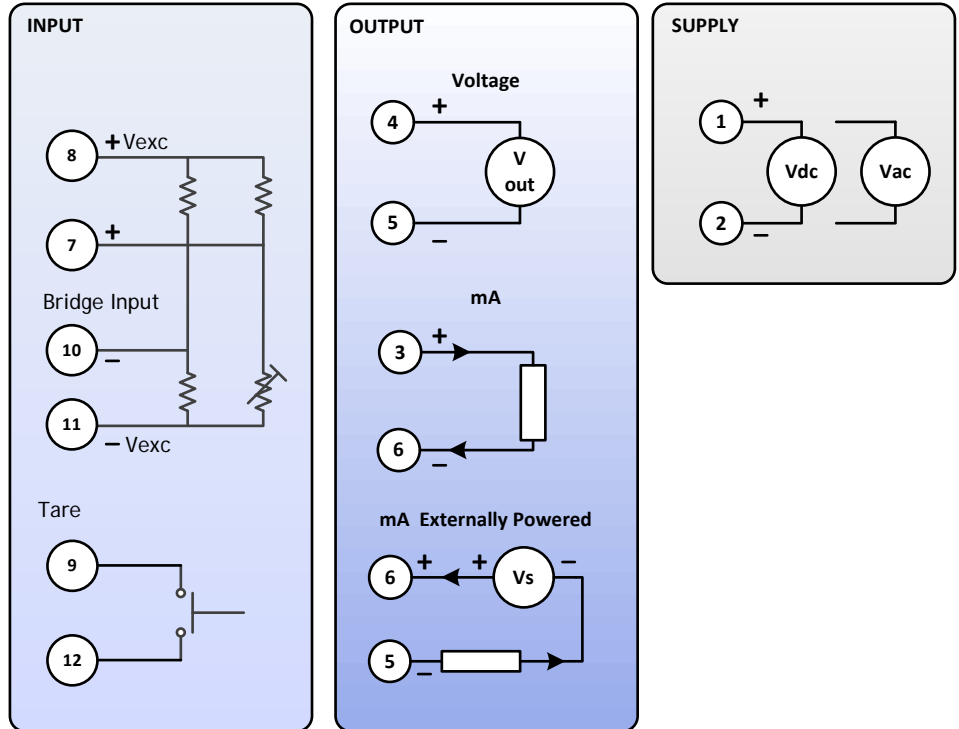 INPUT
8
+ Vexc
7
+
Bridge Input
10
−
11
− Vexc
Tare
9
12
OUTPUT
Voltage
4
+
V
out
5
−
mA
3
+
6
−
mA Externally Powered
6
+ + Vs −
5
−
SUPPLY
1
+
Vdc
Vac
2
−